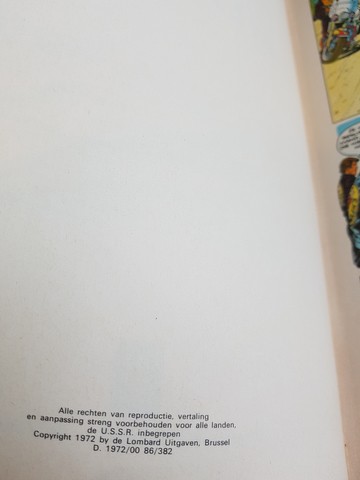 Alle rechten van reproductie, vertaling
en aanpassing streng voorbehouden voor alle landen,
de U.S.S.R. inbegrepen
Copyright 1972 by de Lombard Uitgaven, Brussel
D. 1972/00 86/382